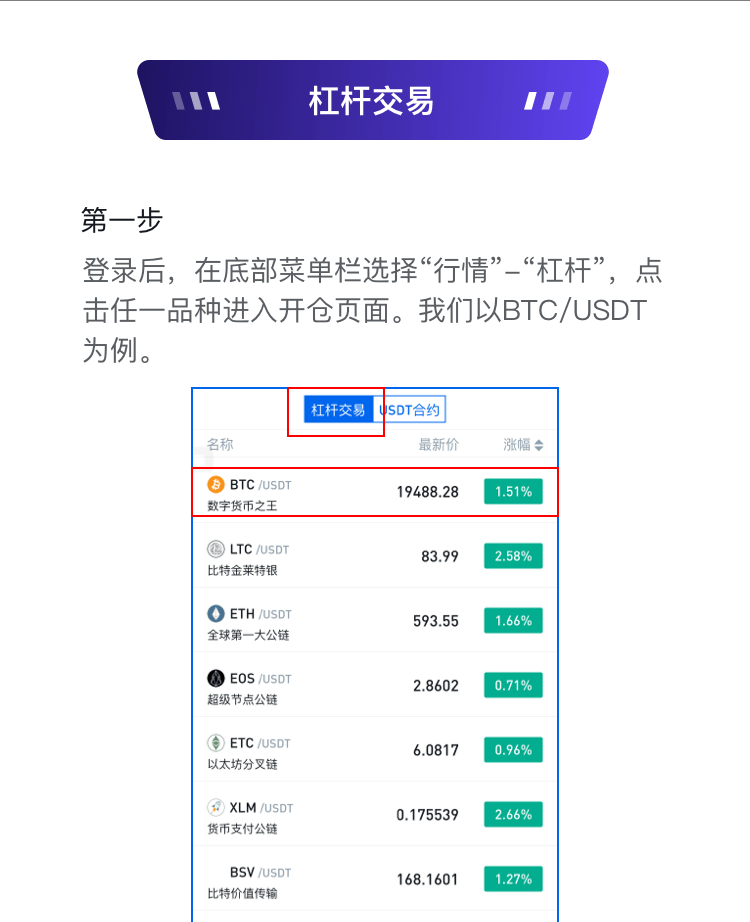 杠杆交易
第一步
登录后，在底部菜单栏选择“行情”-“杠杆”，点
击任一品种进入开仓页面。我们以BTC/USDT
为例。
杠杆交易 USDT合约
名称 最新价 涨幅
BTC /USDT 19488.28 1.51%
数字货币之王
LTC /USDT 83.99 2.58%
比特金莱特银
ETH /USDT 593.55 1.66%
全球第一大公链
EOS /USDT 2.8602 0.71%
超级节点公链
ETC /USDT 6.0817 0.96%
以太坊分叉链
XLM /USDT 0.175539 2.66%
货币支付公链
BSV /USDT 168.1601 1.27%
比特价值传输